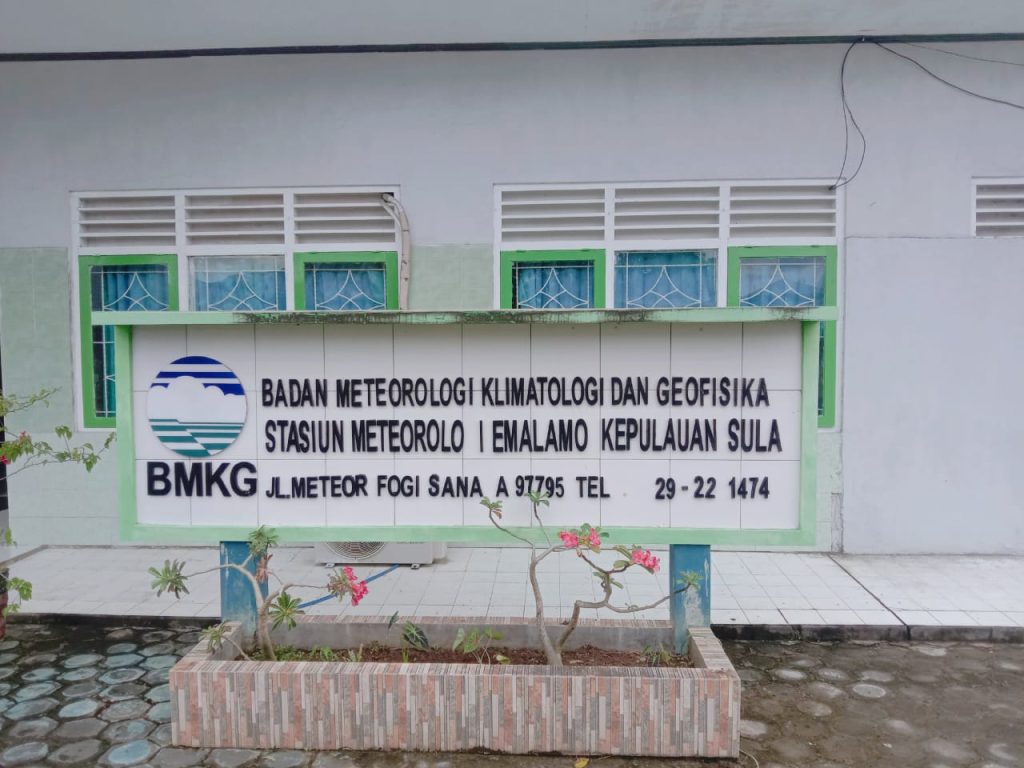 BADAN METEOROLOGI KLIMATOLOGI DAN GEOFISIKA
STASIUN METEOROLO I EMALAMO KEPULAUAN SULA
BMKG
JL.METEOR FOGI SANA A 97795 TEL 29-22 1474